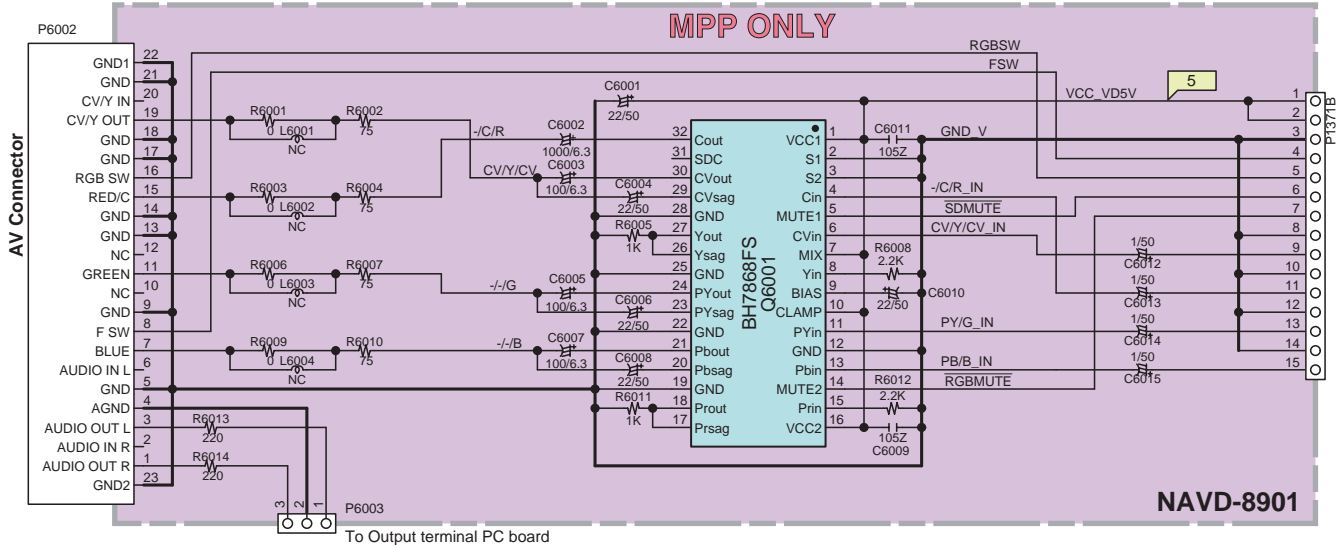 MPP ONLY
P6002
AV Connector
GND1 22
GND 21
CV/Y IN 20
CV/Y OUT 19
GND 18
GND 17
RGB SW 16
RED/C 15
GND 14
GND 13
NC 12
GREEN 11
NC 10
GND 9
F SW 8
BLUE 7
AUDIO IN L 6
GND 5
AGND 4
AUDIO OUT L 3
AUDIO IN R 2
AUDIO OUT R 1
GND2 23
R6001
0
L6001
NC
R6002
75
R6003
0
L6002
NC
R6004
75
R6006
0
L6003
NC
R6007
75
R6009
0
L6004
NC
R6010
75
R6013
220
R6014
220
3 2 1
P6003
To Output terminal PC board
RGBSW
FSW
VCC_VD5V
5
C6001
22/50
-/C/R
C6002
1000/6.3
CV/Y/CV
C6003
100/6.3
C6004
22/50
R6005
1K
-/-/G
C6005
100/6.3
C6006
22/50
-/-/B
C6007
100/6.3
C6008
22/50
R6011
1K
BH7868FS
Q6001
32 Cout VCC1 1
31 SDC S1 2
30 CVout S2 3
29 CVsag Cin 4
28 GND MUTE1 5
27 Yout CVin 6
26 Ysag MIX 7
25 GND Yin 8
24 PYout BIAS 9
23 PYsag CLAMP 10
22 GND PYin 11
21 Pbout GND 12
20 Pbsag Pbin 13
19 GND MUTE2 14
18 Prout Prin 15
17 Prsag VCC2 16
C6011
105Z
GND_V
-/C/R_IN
SDMUTE
CV/Y/CV_IN
R6008
2.2K
22/50
C6010
PY/G_IN
PB/B_IN
RGBMUTE
R6012
2.2K
105Z
C6009
1/50
C6012
1/50
C6013
1/50
C6014
1/50
C6015
1
2
3
4
5
6
7
8
9
10
11
12
13
14
15
P1371B
NAVD-8901